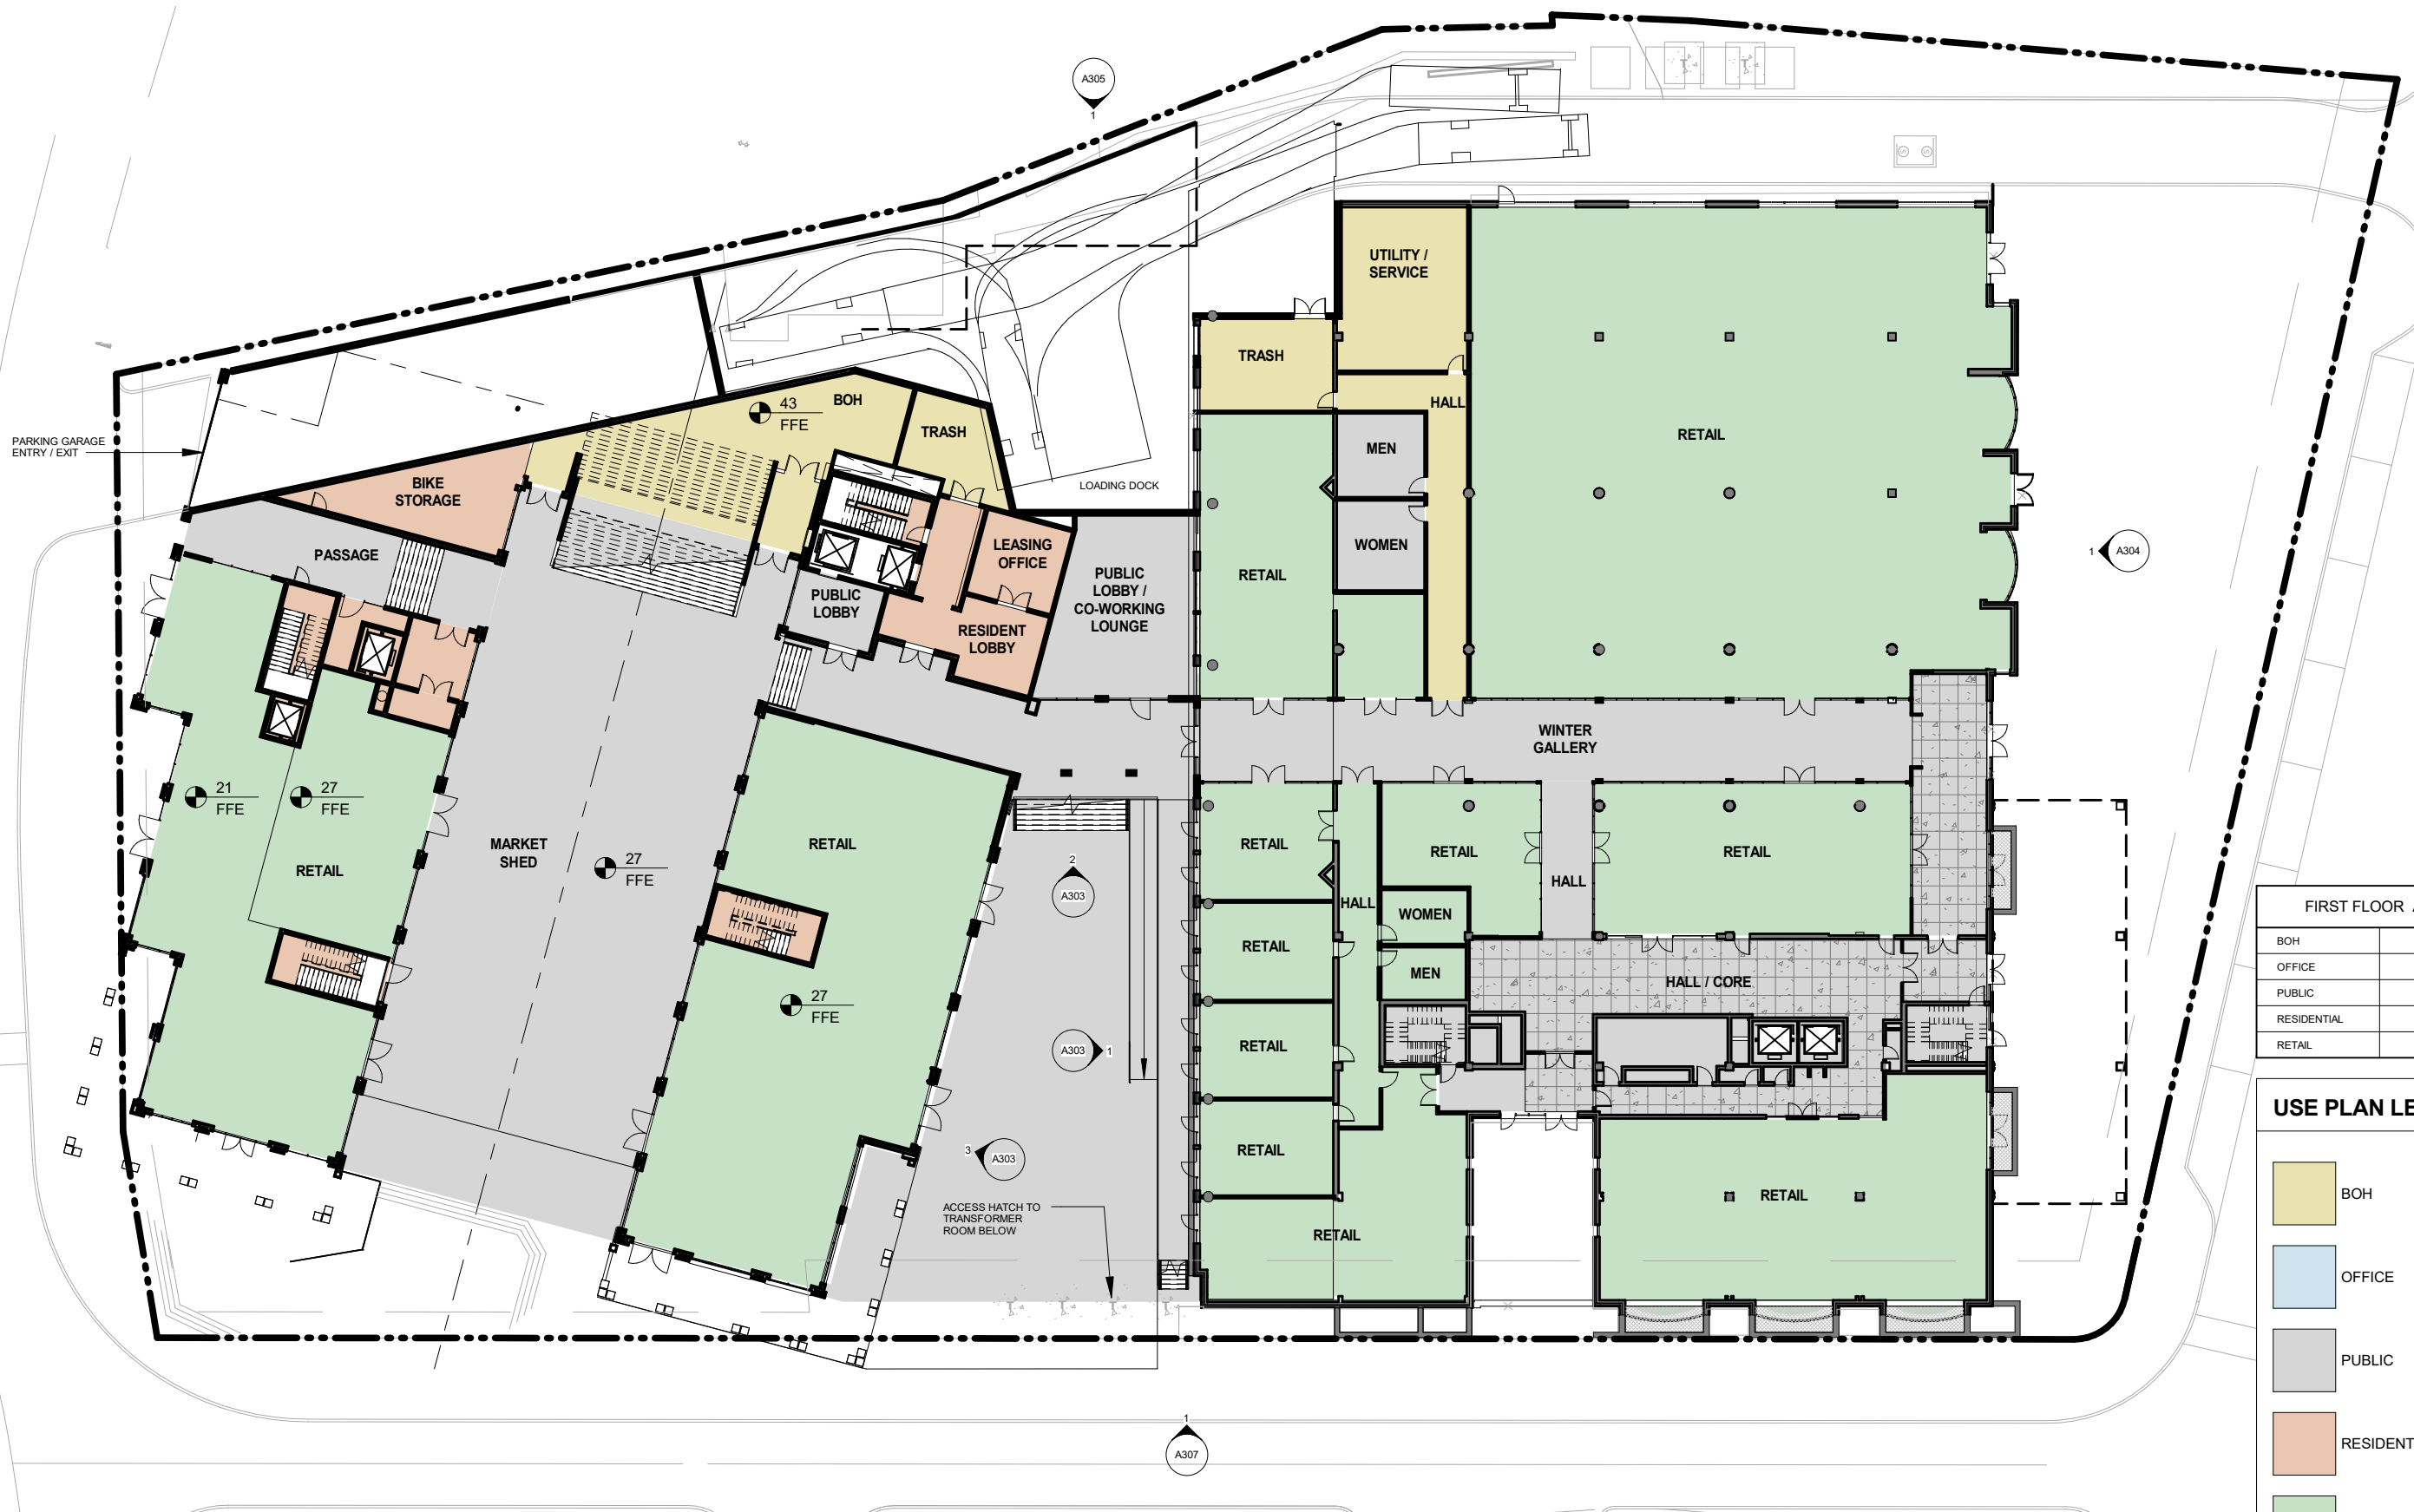 A305
1
UTILITY /
SERVICE
TRASH
HALL
RETAIL
MEN
WOMEN
RETAIL
43
FFE
BOH
TRASH
PARKING GARAGE
ENTRY / EXIT
BIKE
STORAGE
LOADING DOCK
PASSAGE
LEASING
OFFICE
PUBLIC
LOBBY
RESIDENT
LOBBY
PUBLIC
LOBBY /
CO-WORKING
LOUNGE
1
A304
WINTER
GALLERY
21
FFE
27
FFE
RETAIL
MARKET
SHED
27
FFE
RETAIL
27
FFE
2
A303
A303
1
3
A303
ACCESS HATCH TO
TRANSFORMER
ROOM BELOW
RETAIL
RETAIL
RETAIL
RETAIL
RETAIL
HALL
RETAIL
WOMEN
MEN
HALL
RETAIL
HALL / CORE
RETAIL
1
A307
FIRST FLOOR
BOH
OFFICE
PUBLIC
RESIDENTIAL
RETAIL
USE PLAN LE
BOH
OFFICE
PUBLIC
RESIDENT